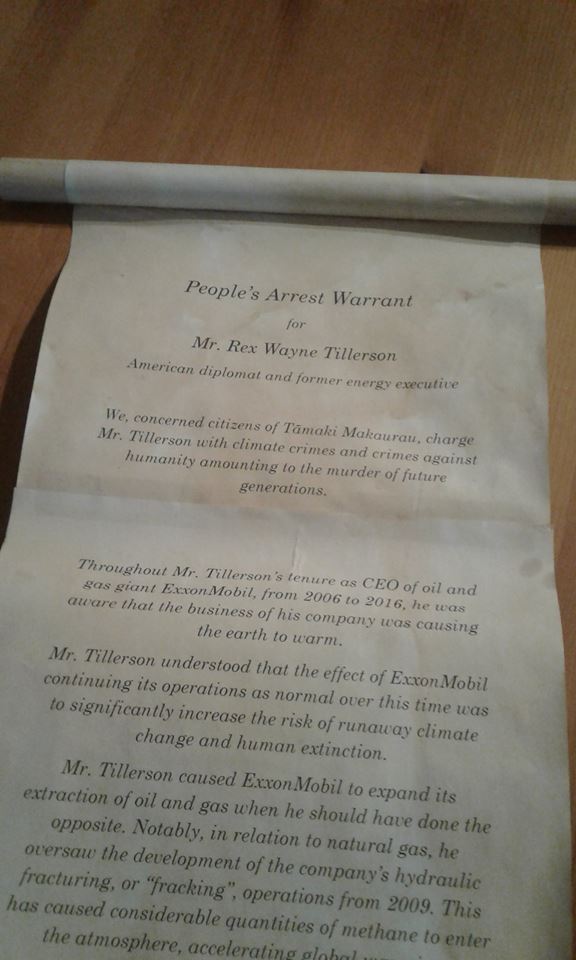 People's Arrest Warrant
for
Mr. Rex Wayne Tillerson
American diplomat and former energy executive
We, concerned citizens of Tāmaki Makaurau, charge
Mr. Tillerson with climate crimes and crimes against
humanity amounting to the murder of future
generations.
Throughout Mr. Tillerson's tenure as CEO of oil and
gas giant ExxonMobil, from 2006 to 2016, he was
aware that the business of his company was causing
the earth to warm.
Mr. Tillerson understood that the effect of ExxonMobil
continuing its operations as normal over this time was
to significantly increase the risk of runaway climate
change and human extinction.
Mr. Tillerson caused ExxonMobil to expand its
extraction of oil and gas when he should have done the
opposite. Notably, in relation to natural gas, he
oversaw the development of the company's hydraulic
fracturing, or "fracking", operations from 2009. This
has caused considerable quantities of methane to enter
the atmosphere, accelerating global